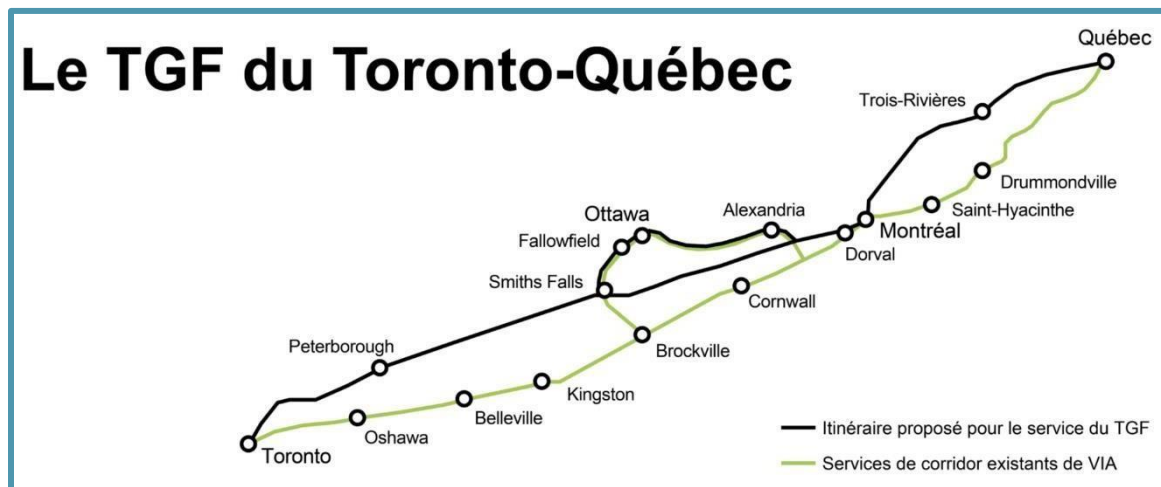 Le TGF du Toronto-Québec
Québec
Trois-Rivières
Drummondville
Saint-Hyacinthe
Montréal
Dorval
Alexandria
Ottawa
Fallowfield
Smiths Falls
Cornwall
Brockville
Peterborough
Kingston
Belleville
Oshawa
Toronto
Itinéraire proposé pour le service du TGF
Services de corridor existants de VIA